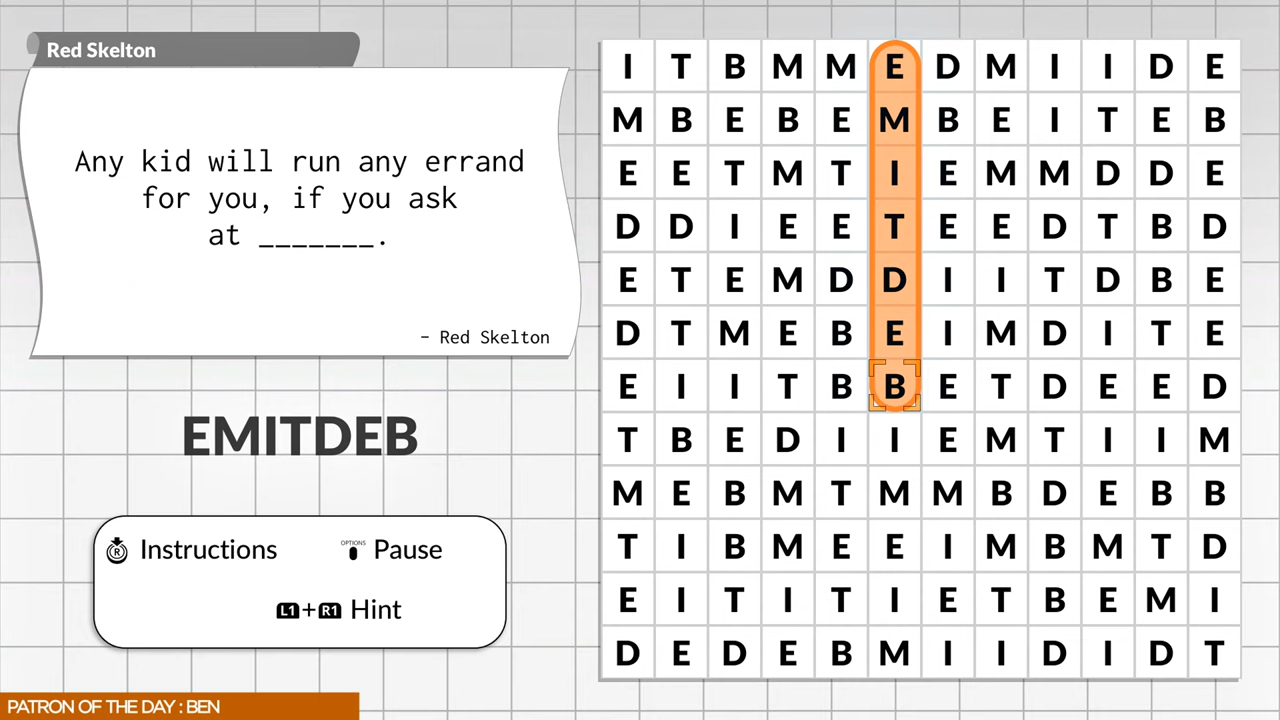 Red Skelton
Any kid will run any errand
for you, if you ask
at _______.
– Red Skelton
EMITDEB
Instructions
OPTIONS Pause
L1+R1 Hint
PATRON OF THE DAY : BEN
I T B M M E D M I I D E
M B E B E M B E I T E B
E E T M T I E M M D D E
D D I E E T E E D T B D
E T E M D D I I T D B E
D T M E B E I M D I T E
E I I T B B E T D E E D
T B E D I I E M T I I M
M E B M T M M B D E B B
T I B M E E I M B M T D
E I T I T I E T B E M I
D E D E B M I I D I D T